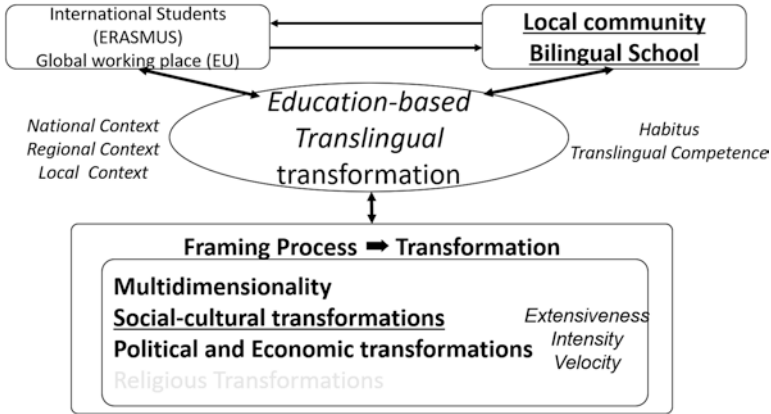 International Students
(ERASMUS)
Global working place (EU)
Local community
Bilingual School
Education-based
Translingual
transformation
National Context
Regional Context
Local Context
Habitus
Translingual Competence
Framing Process ➡ Transformation
Multidimensionality
Social-cultural transformations
Political and Economic transformations
Religious Transformations
Extensiveness
Intensity
Velocity